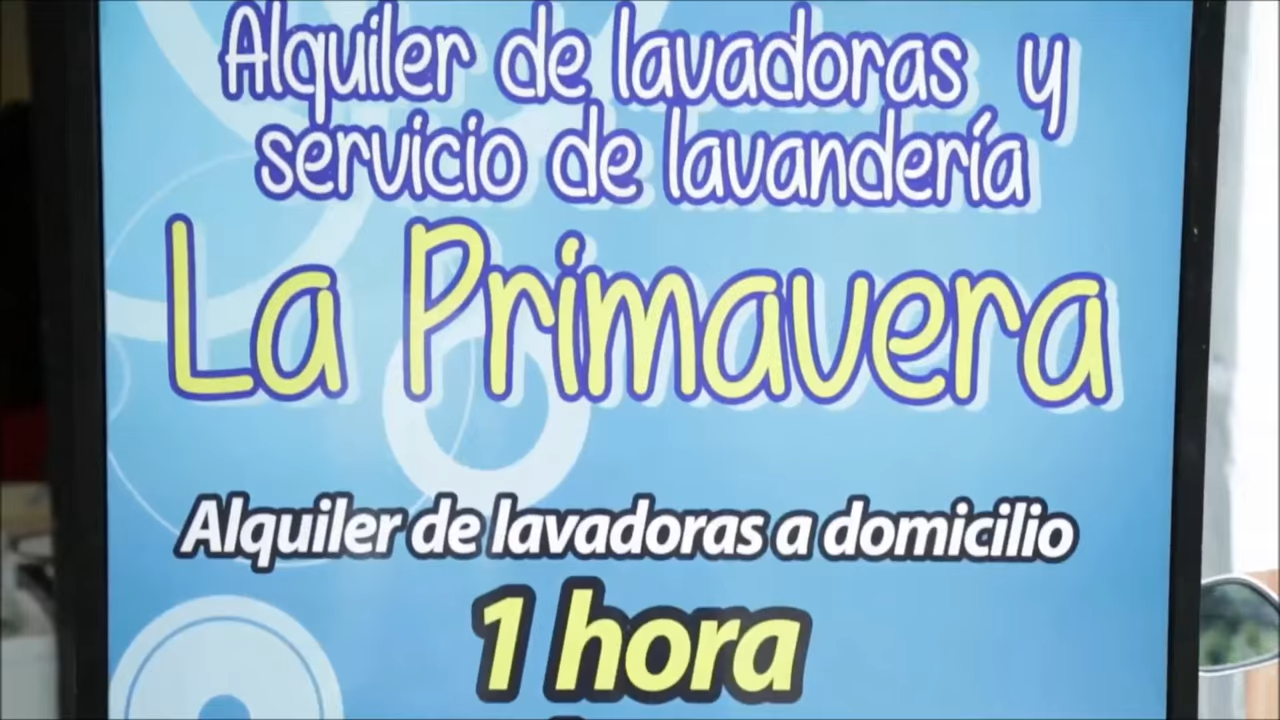 Alquiler de lavadoras y
servicio de lavandería
La Primavera
Alquiler de lavadoras a domicilio
1 hora